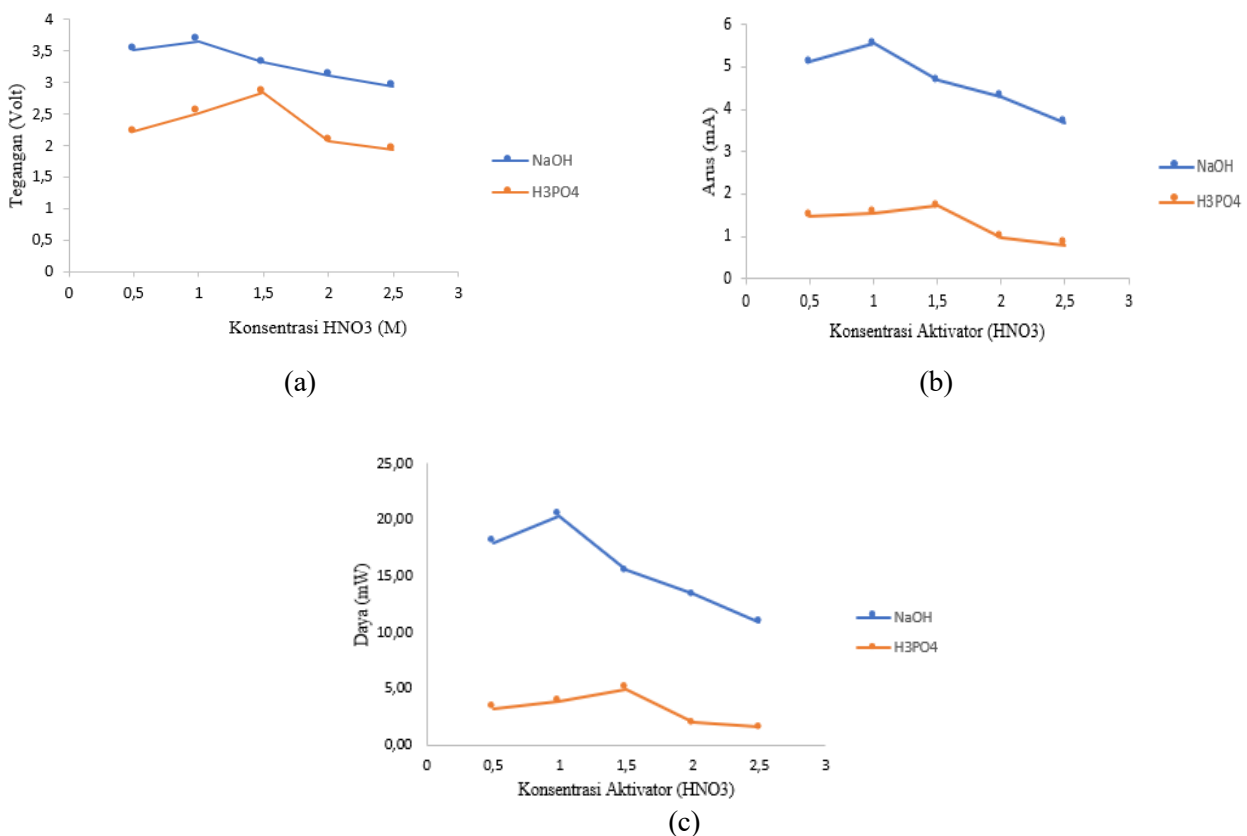 4
3,5
3
2,5
2
1,5
1
0,5
0
Tegangan (Volt)
0 0,5 1 1,5 2 2,5 3
Konsentrasi HNO3 (M)
NaOH
H3PO4
(a)
6
5
4
3
2
1
0
Arus (mA)
0 0,5 1 1,5 2 2,5 3
Konsentrasi Aktivator (HNO3)
NaOH
H3PO4
(b)
25,00
20,00
15,00
10,00
5,00
0,00
Daya (mW)
0 0,5 1 1,5 2 2,5 3
Konsentrasi Aktivator (HNO3)
NaOH
H3PO4
(c)